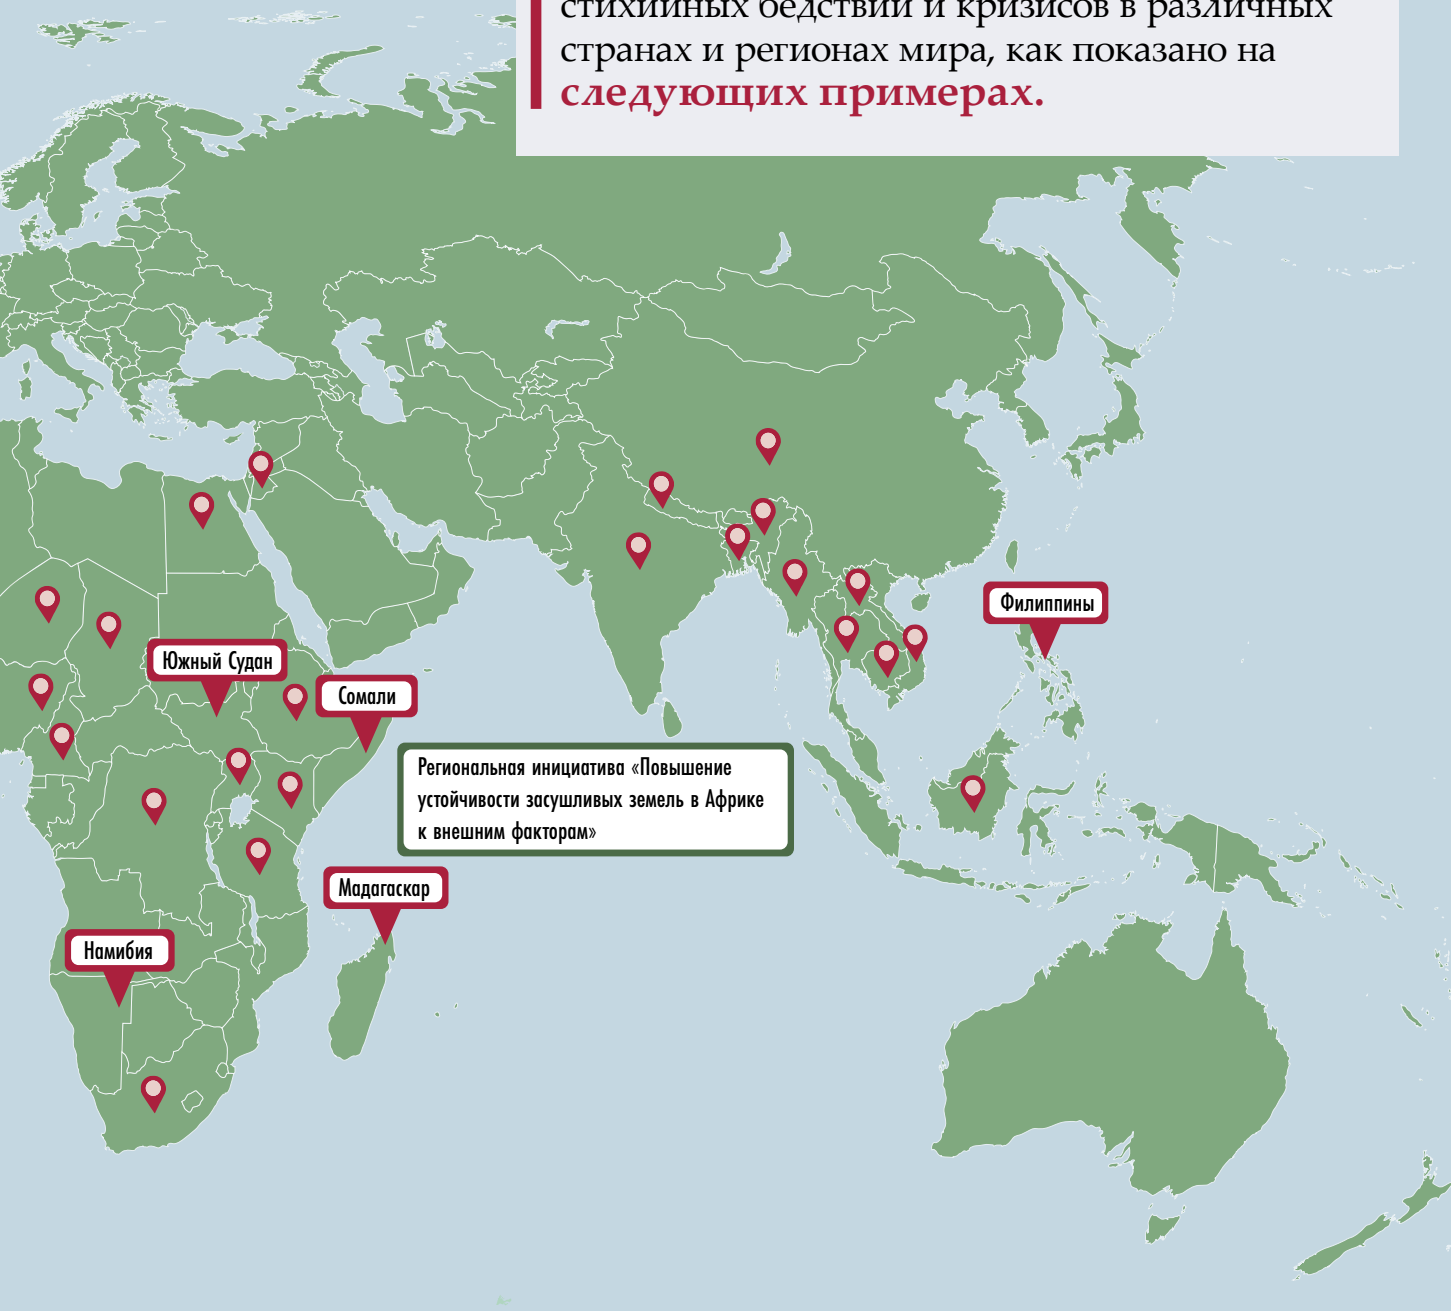 стихийных бедствий и кризисов в различных
странах и регионах мира, как показано на
следующих примерах.
Филиппины
Южный Судан
Сомали
Региональная инициатива «Повышение
устойчивости засушливых земель в Африке
к внешним факторам»
Мадагаскар
Намибия